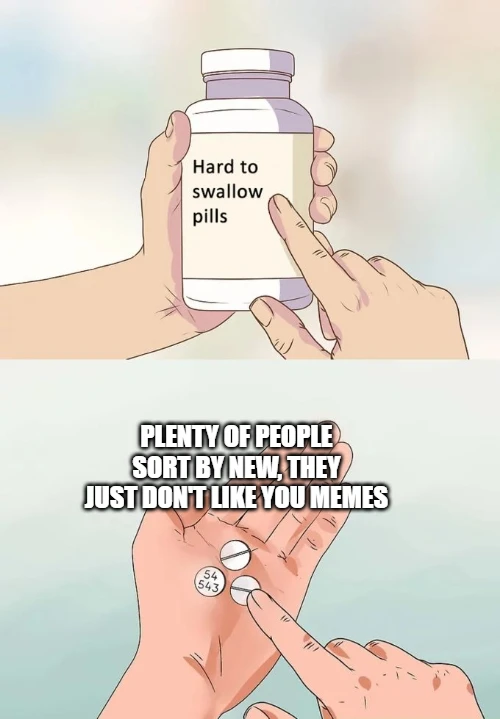 Hard to
swallow
pills
PLENTY OF PEOPLE
SORT BY NEW, THEY
JUST DON'T LIKE YOU MEMES
54
543